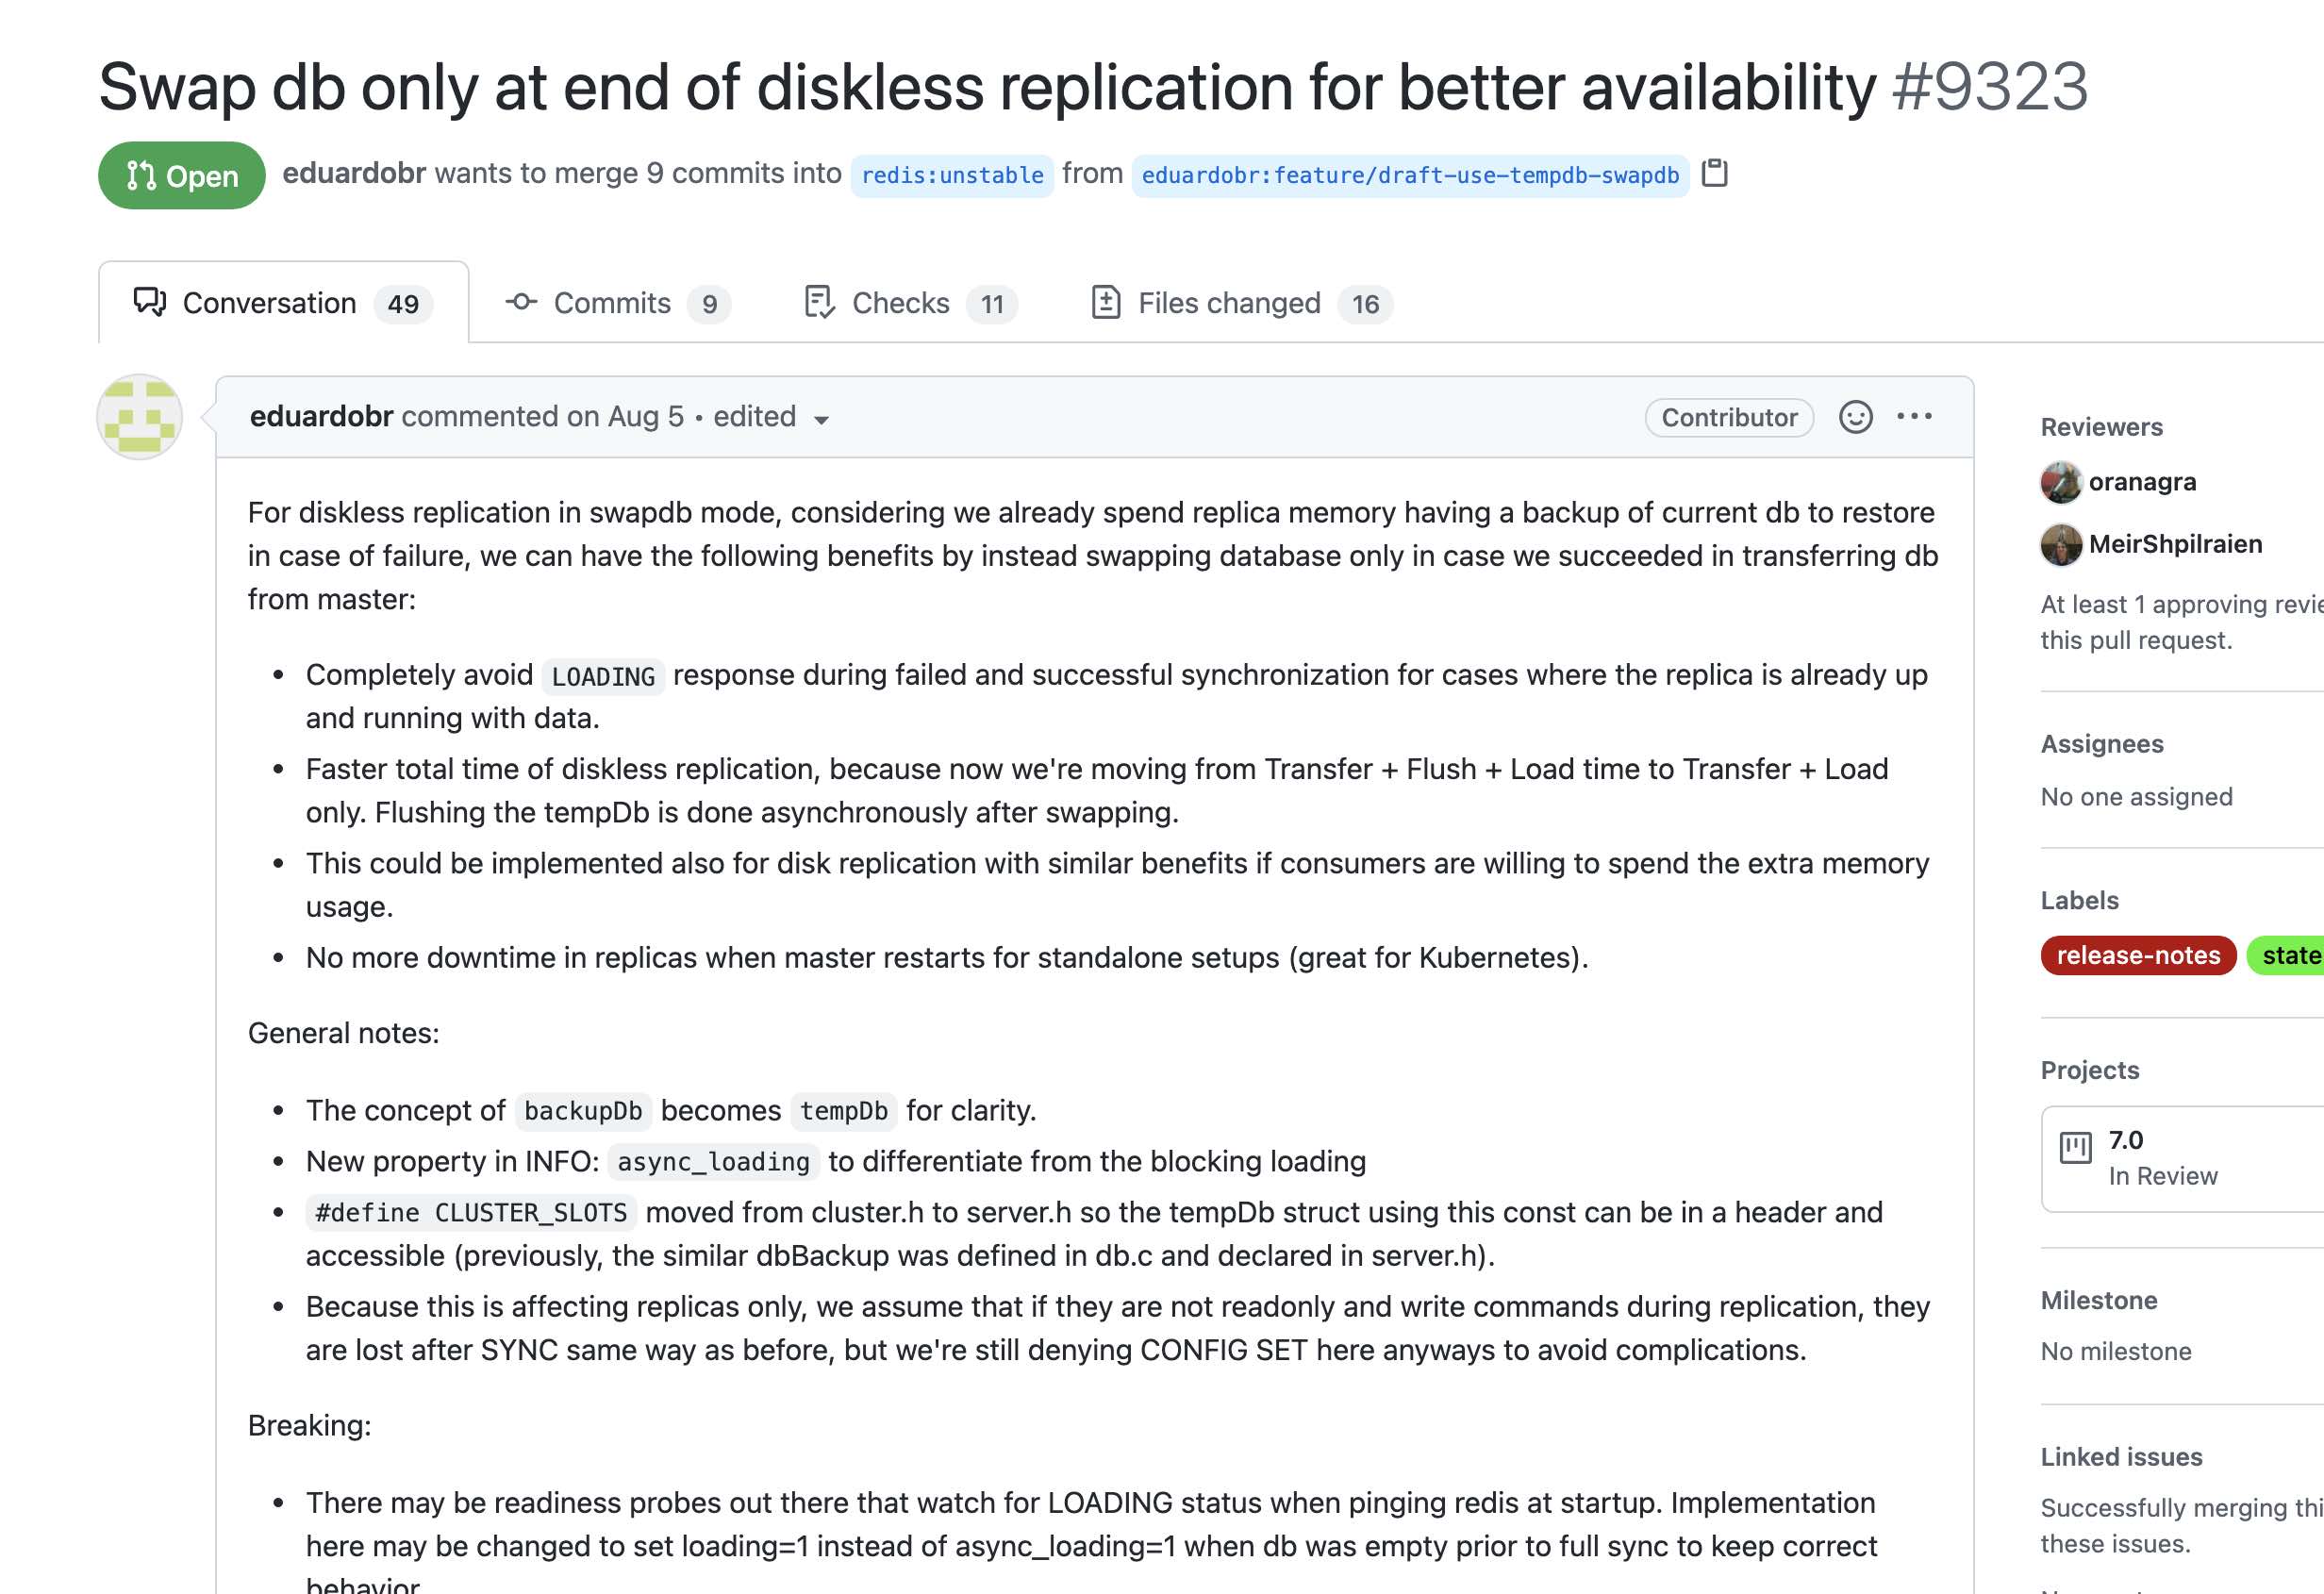 Swap db only at end of diskless replication for better availability #9323
Open eduardobr wants to merge 9 commits into redis:unstable from eduardobr:feature/draft-use-tempdb-swapdb
Conversation 49 Commits 9 Checks 11 Files changed 16
eduardobr commented on Aug 5 • edited Contributor
For diskless replication in swapdb mode, considering we already spend replica memory having a backup of current db to restore
in case of failure, we can have the following benefits by instead swapping database only in case we succeeded in transferring db
from master:
• Completely avoid LOADING response during failed and successful synchronization for cases where the replica is already up
and running with data.
• Faster total time of diskless replication, because now we're moving from Transfer + Flush + Load time to Transfer + Load
only. Flushing the tempDb is done asynchronously after swapping.
• This could be implemented also for disk replication with similar benefits if consumers are willing to spend the extra memory
usage.
• No more downtime in replicas when master restarts for standalone setups (great for Kubernetes).
General notes:
• The concept of backupDb becomes tempDb for clarity.
• New property in INFO: async_loading to differentiate from the blocking loading
• #define CLUSTER_SLOTS moved from cluster.h to server.h so the tempDb struct using this const can be in a header and
accessible (previously, the similar dbBackup was defined in db.c and declared in server.h).
• Because this is affecting replicas only, we assume that if they are not readonly and write commands during replication, they
are lost after SYNC same way as before, but we're still denying CONFIG SET here anyways to avoid complications.
Breaking:
• There may be readiness probes out there that watch for LOADING status when pinging redis at startup. Implementation
here may be changed to set loading=1 instead of async_loading=1 when db was empty prior to full sync to keep correct
behavior
Reviewers
oranagra
MeirShpilraien
At least 1 approving revie
this pull request.
Assignees
No one assigned
Labels
release-notes state
Projects
7.0
In Review
Milestone
No milestone
Linked issues
Successfully merging thi
these issues.